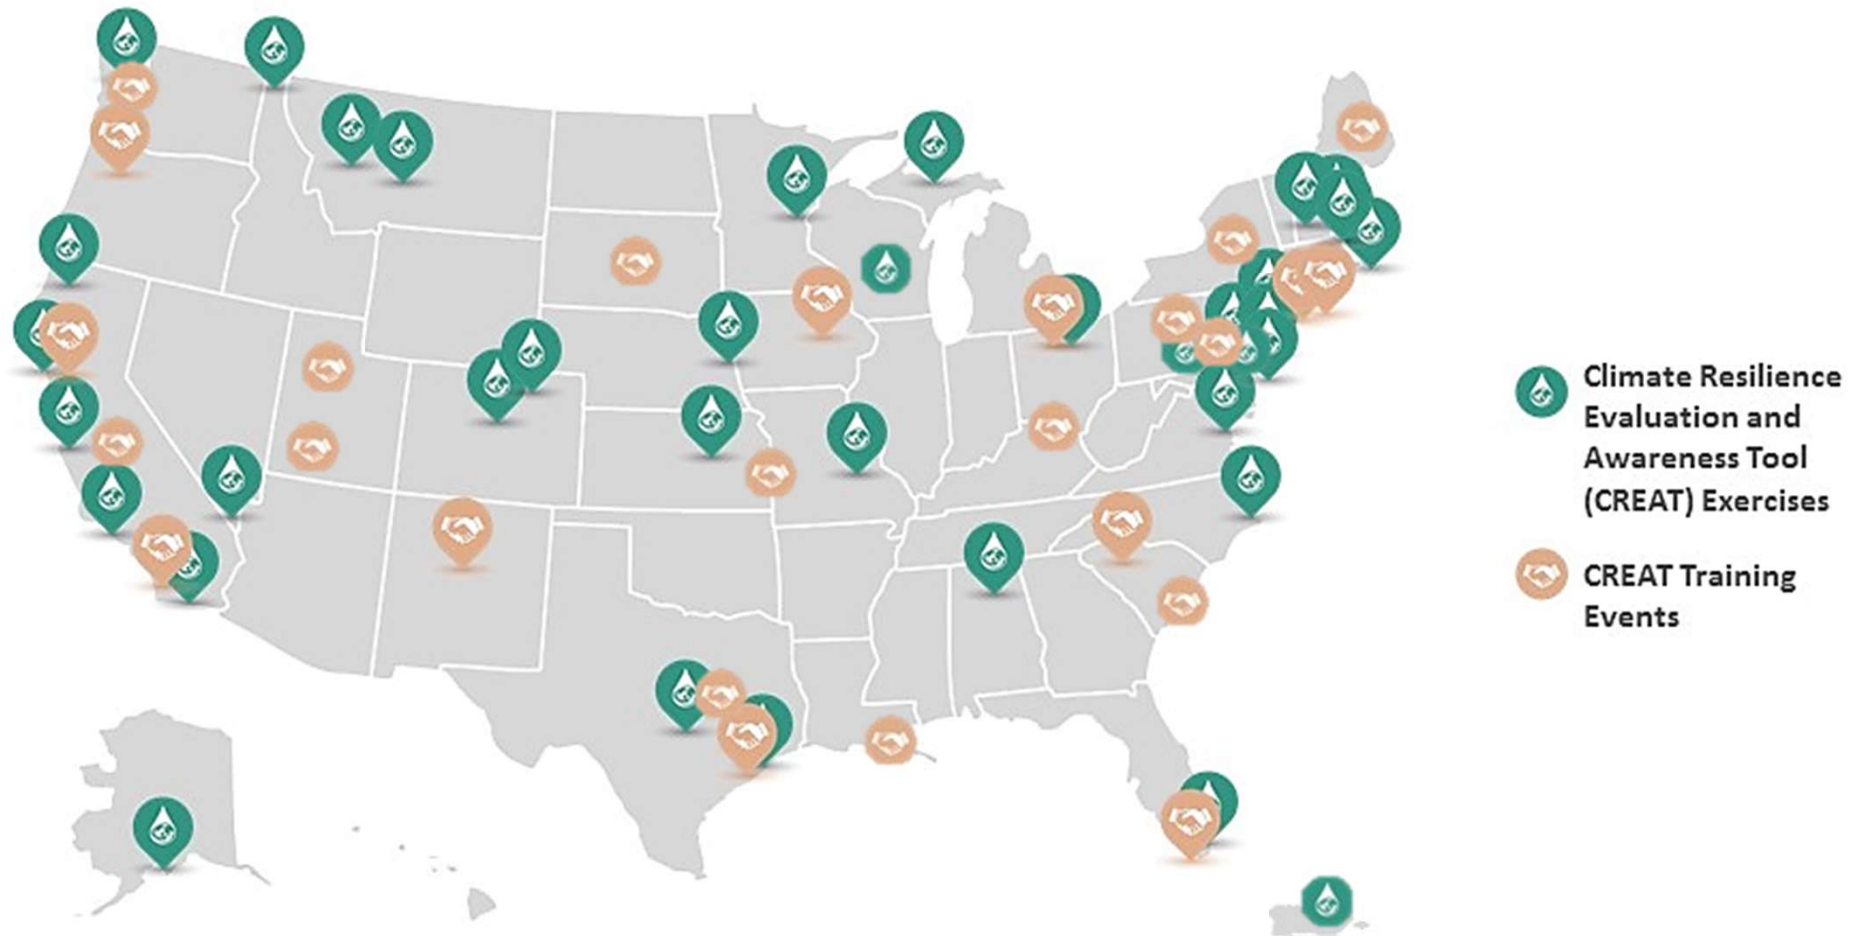 Climate Resilience
Evaluation and
Awareness Tool
(CREAT) Exercises
CREAT Training
Events